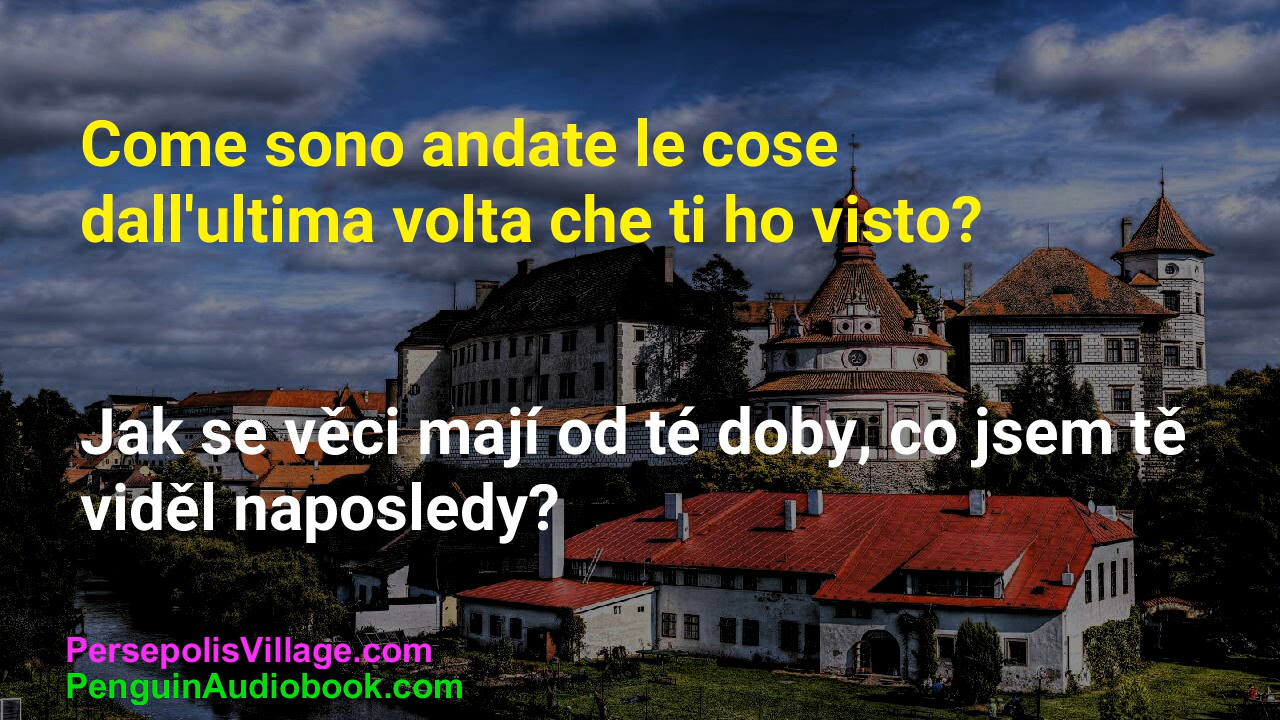 Come sono andate le cose
dall'ultima volta che ti ho visto?
Jak se věci mají od té doby, co jsem tě
viděl naposledy?
PersepolisVillage.com
PenguinAudiobook.com